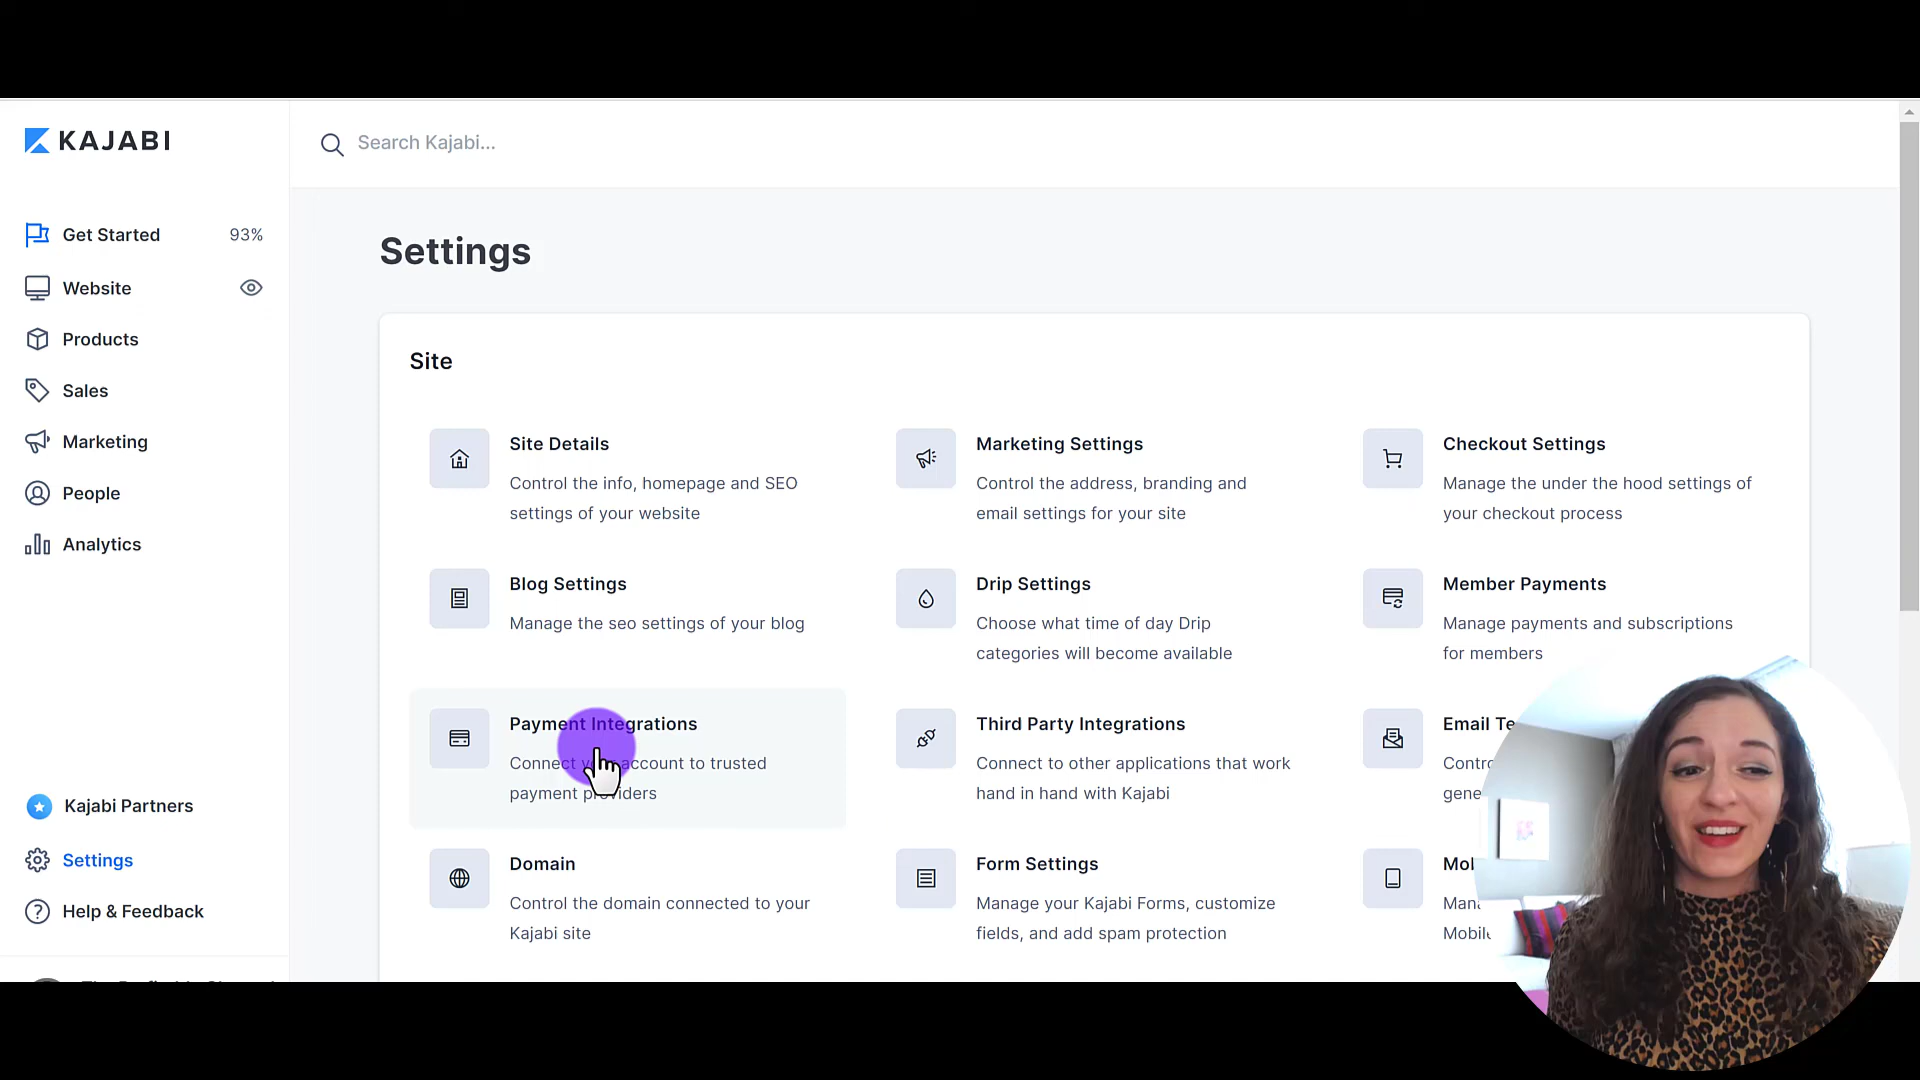 KAJABI
Search Kajabi...
Get Started 93%
Website
Products
Sales
Marketing
People
Analytics
Kajabi Partners
Settings
Help & Feedback
Settings
Site
Site Details
Control the info, homepage and SEO
settings of your website
Marketing Settings
Control the address, branding and
email settings for your site
Checkout Settings
Manage the under the hood settings of
your checkout process
Blog Settings
Manage the seo settings of your blog
Drip Settings
Choose what time of day Drip
categories will become available
Member Payments
Manage payments and subscriptions
for members
Payment Integrations
Connect your account to trusted
payment providers
Third Party Integrations
Connect to other applications that work
hand in hand with Kajabi
Email
Domain
Control the domain connected to your
Kajabi site
Form Settings
Manage your Kajabi Forms, customize
fields, and add spam protection